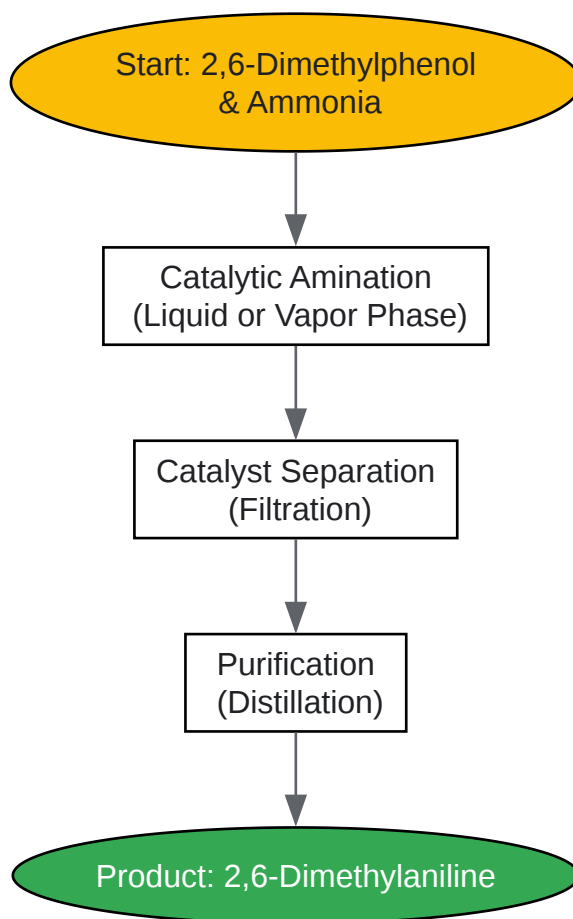 Start: 2,6-Dimethylphenol
& Ammonia
Catalytic Amination
(Liquid or Vapor Phase)
Catalyst Separation
(Filtration)
Purification
(Distillation)
Product: 2,6-Dimethylaniline